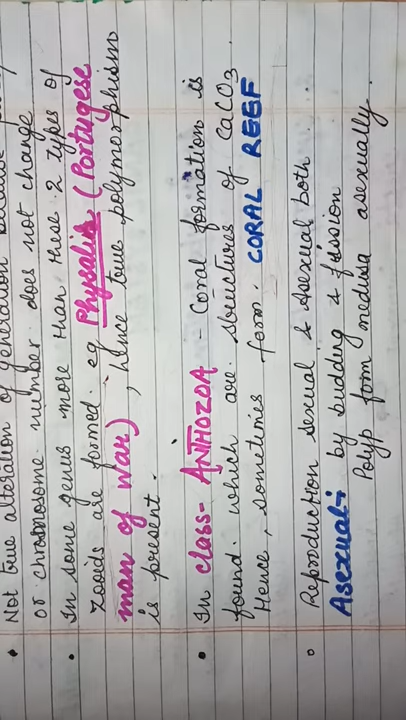 • Not true alteration of generation because
or chromosome number does not change
• In some genus more than these 2 types of
zooids are formed. eg Physalia (Portugese
man of war), hence true polymorphism
is present.
• In class- ANTHOZOA - Coral formation is
found which are structures of CaCO3.
Hence, sometimes form. CORAL REEF
• Reproduction sexual & Asexual both.
Asexual:- by budding & fission
Polyp form medusa asexually.